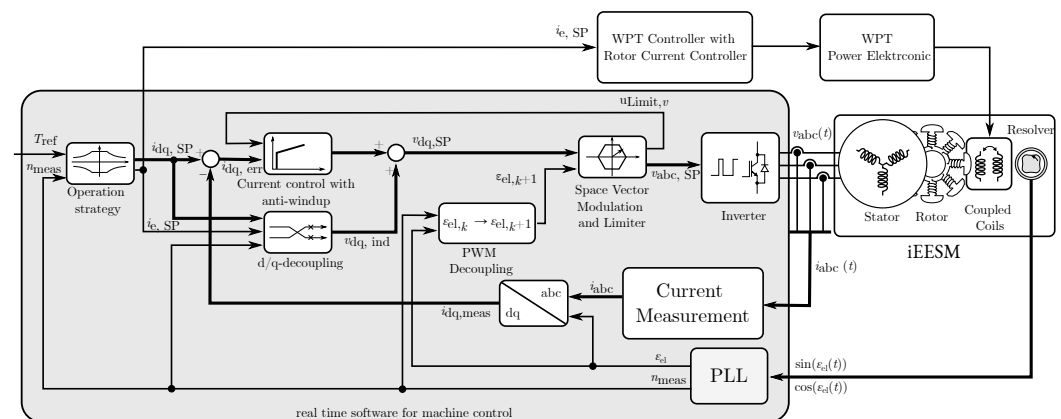 i_e, SP
WPT Controller with
Rotor Current Controller
WPT
Power Elektrconic
u_Limit,v
T_ref
n_meas
Operation
strategy
i_dq, SP
+
−
i_dq, err
Current control with
anti-windup
+
+
v_dq,SP
ε_el,k+1
Space Vector
Modulation
and Limiter
v_abc, SP
Inverter
v_abc(t)
Stator
Rotor
Coupled
Coils
Resolver
iEESM
i_e, SP
d/q-decoupling
v_dq, ind
ε_el,k → ε_el,k+1
PWM
Decoupling
i_abc (t)
i_dq,meas
abc
dq
i_abc
Current
Measurement
ε_el
n_meas
PLL
sin(ε_el(t))
cos(ε_el(t))
real time software for machine control